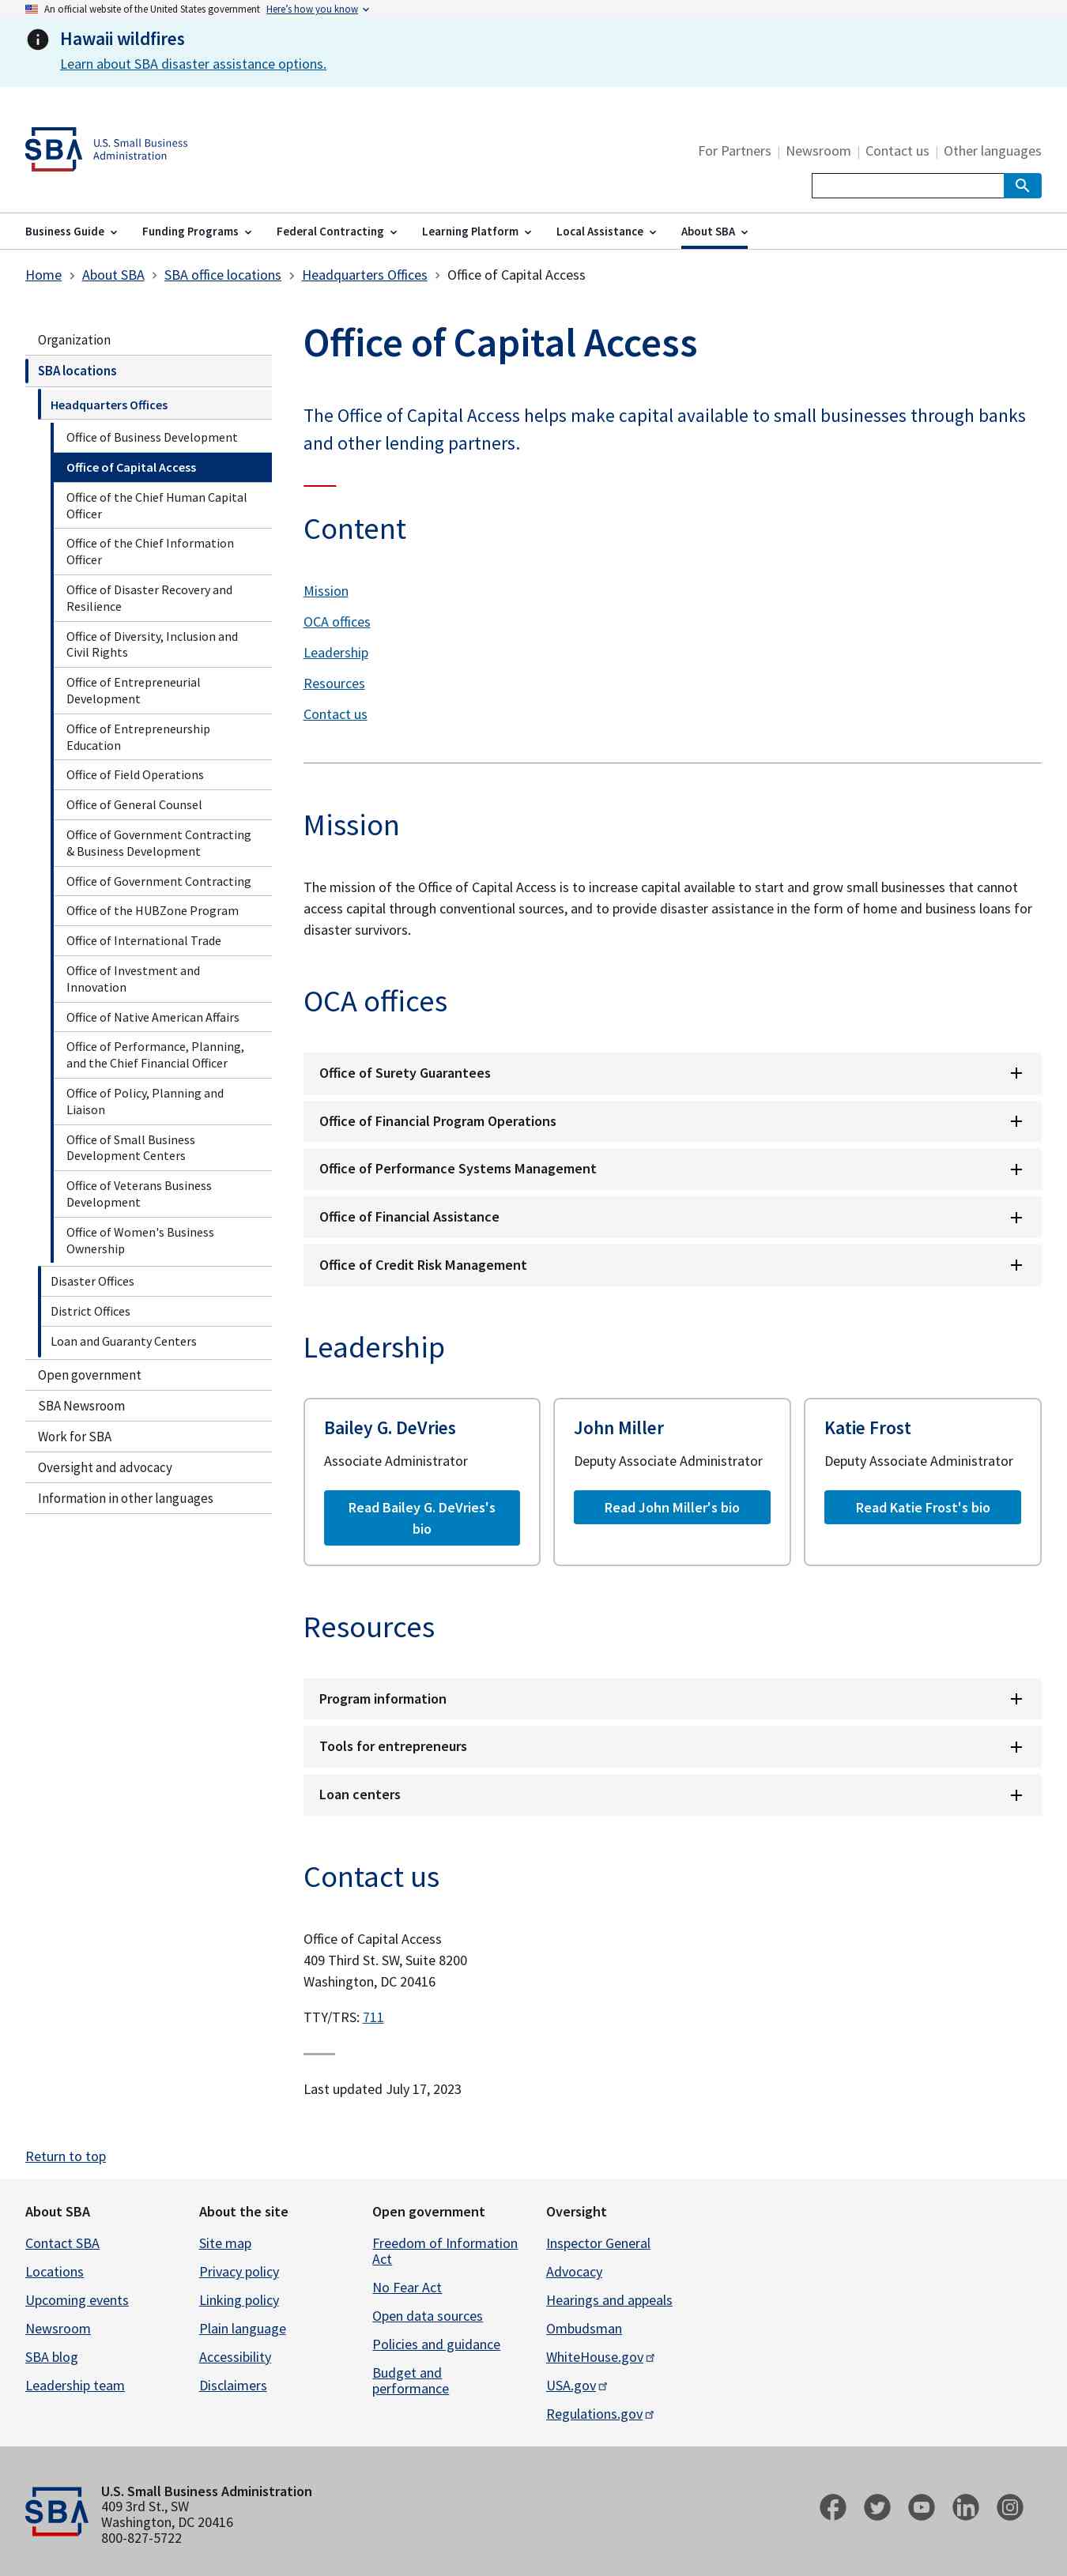 An official website of the United States government Here's how you know
Hawaii wildfires
Learn about SBA disaster assistance options.
SBA
U.S. Small Business
Administration
For Partners | Newsroom | Contact us | Other languages
Business Guide
Funding Programs
Federal Contracting
Learning Platform
Local Assistance
About SBA
Home > About SBA > SBA office locations > Headquarters Offices > Office of Capital Access
Organization
SBA locations
Headquarters Offices
Office of Business Development
Office of Capital Access
Office of the Chief Human Capital
Officer
Office of the Chief Information
Officer
Office of Disaster Recovery and
Resilience
Office of Diversity, Inclusion and
Civil Rights
Office of Entrepreneurial
Development
Office of Entrepreneurship
Education
Office of Field Operations
Office of General Counsel
Office of Government Contracting
& Business Development
Office of Government Contracting
Office of the HUBZone Program
Office of International Trade
Office of Investment and
Innovation
Office of Native American Affairs
Office of Performance, Planning,
and the Chief Financial Officer
Office of Policy, Planning and
Liaison
Office of Small Business
Development Centers
Office of Veterans Business
Development
Office of Women's Business
Ownership
Disaster Offices
District Offices
Loan and Guaranty Centers
Open government
SBA Newsroom
Work for SBA
Oversight and advocacy
Information in other languages
Office of Capital Access
The Office of Capital Access helps make capital available to small businesses through banks
and other lending partners.
Content
Mission
OCA offices
Leadership
Resources
Contact us
Mission
The mission of the Office of Capital Access is to increase capital available to start and grow small businesses that cannot
access capital through conventional sources, and to provide disaster assistance in the form of home and business loans for
disaster survivors.
OCA offices
Office of Surety Guarantees
Office of Financial Program Operations
Office of Performance Systems Management
Office of Financial Assistance
Office of Credit Risk Management
Leadership
Bailey G. DeVries
Associate Administrator
Read Bailey G. DeVries's
bio
John Miller
Deputy Associate Administrator
Read John Miller's bio
Katie Frost
Deputy Associate Administrator
Read Katie Frost's bio
Resources
Program information
Tools for entrepreneurs
Loan centers
Contact us
Office of Capital Access
409 Third St. SW, Suite 8200
Washington, DC 20416
TTY/TRS: 711
Last updated July 17, 2023
Return to top
About SBA
Contact SBA
Locations
Upcoming events
Newsroom
SBA blog
Leadership team
About the site
Site map
Privacy policy
Linking policy
Plain language
Accessibility
Disclaimers
Open government
Freedom of Information
Act
No Fear Act
Open data sources
Policies and guidance
Budget and
performance
Oversight
Inspector General
Advocacy
Hearings and appeals
Ombudsman
WhiteHouse.gov
USA.gov
Regulations.gov
SBA
U.S. Small Business Administration
409 3rd St., SW
Washington, DC 20416
800-827-5722